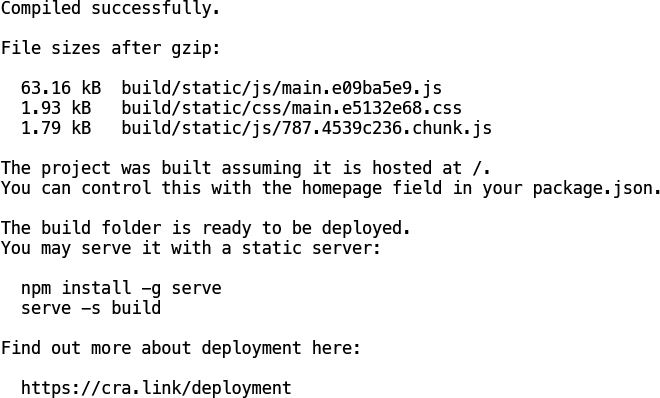 Compiled successfully.
File sizes after gzip:
63.16 kB  build/static/js/main.e09ba5e9.js
1.93 kB   build/static/css/main.e5132e68.css
1.79 kB   build/static/js/787.4539c236.chunk.js
The project was built assuming it is hosted at /.
You can control this with the homepage field in your package.json.
The build folder is ready to be deployed.
You may serve it with a static server:
npm install -g serve
serve -s build
Find out more about deployment here:
https://cra.link/deployment